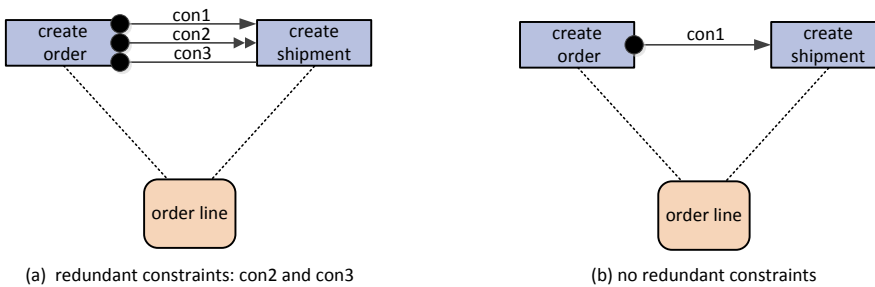 con1
create
order
con2
create
shipment
con3
order line
(a) redundant constraints: con2 and con3
create
order
con1
create
shipment
order line
(b) no redundant constraints